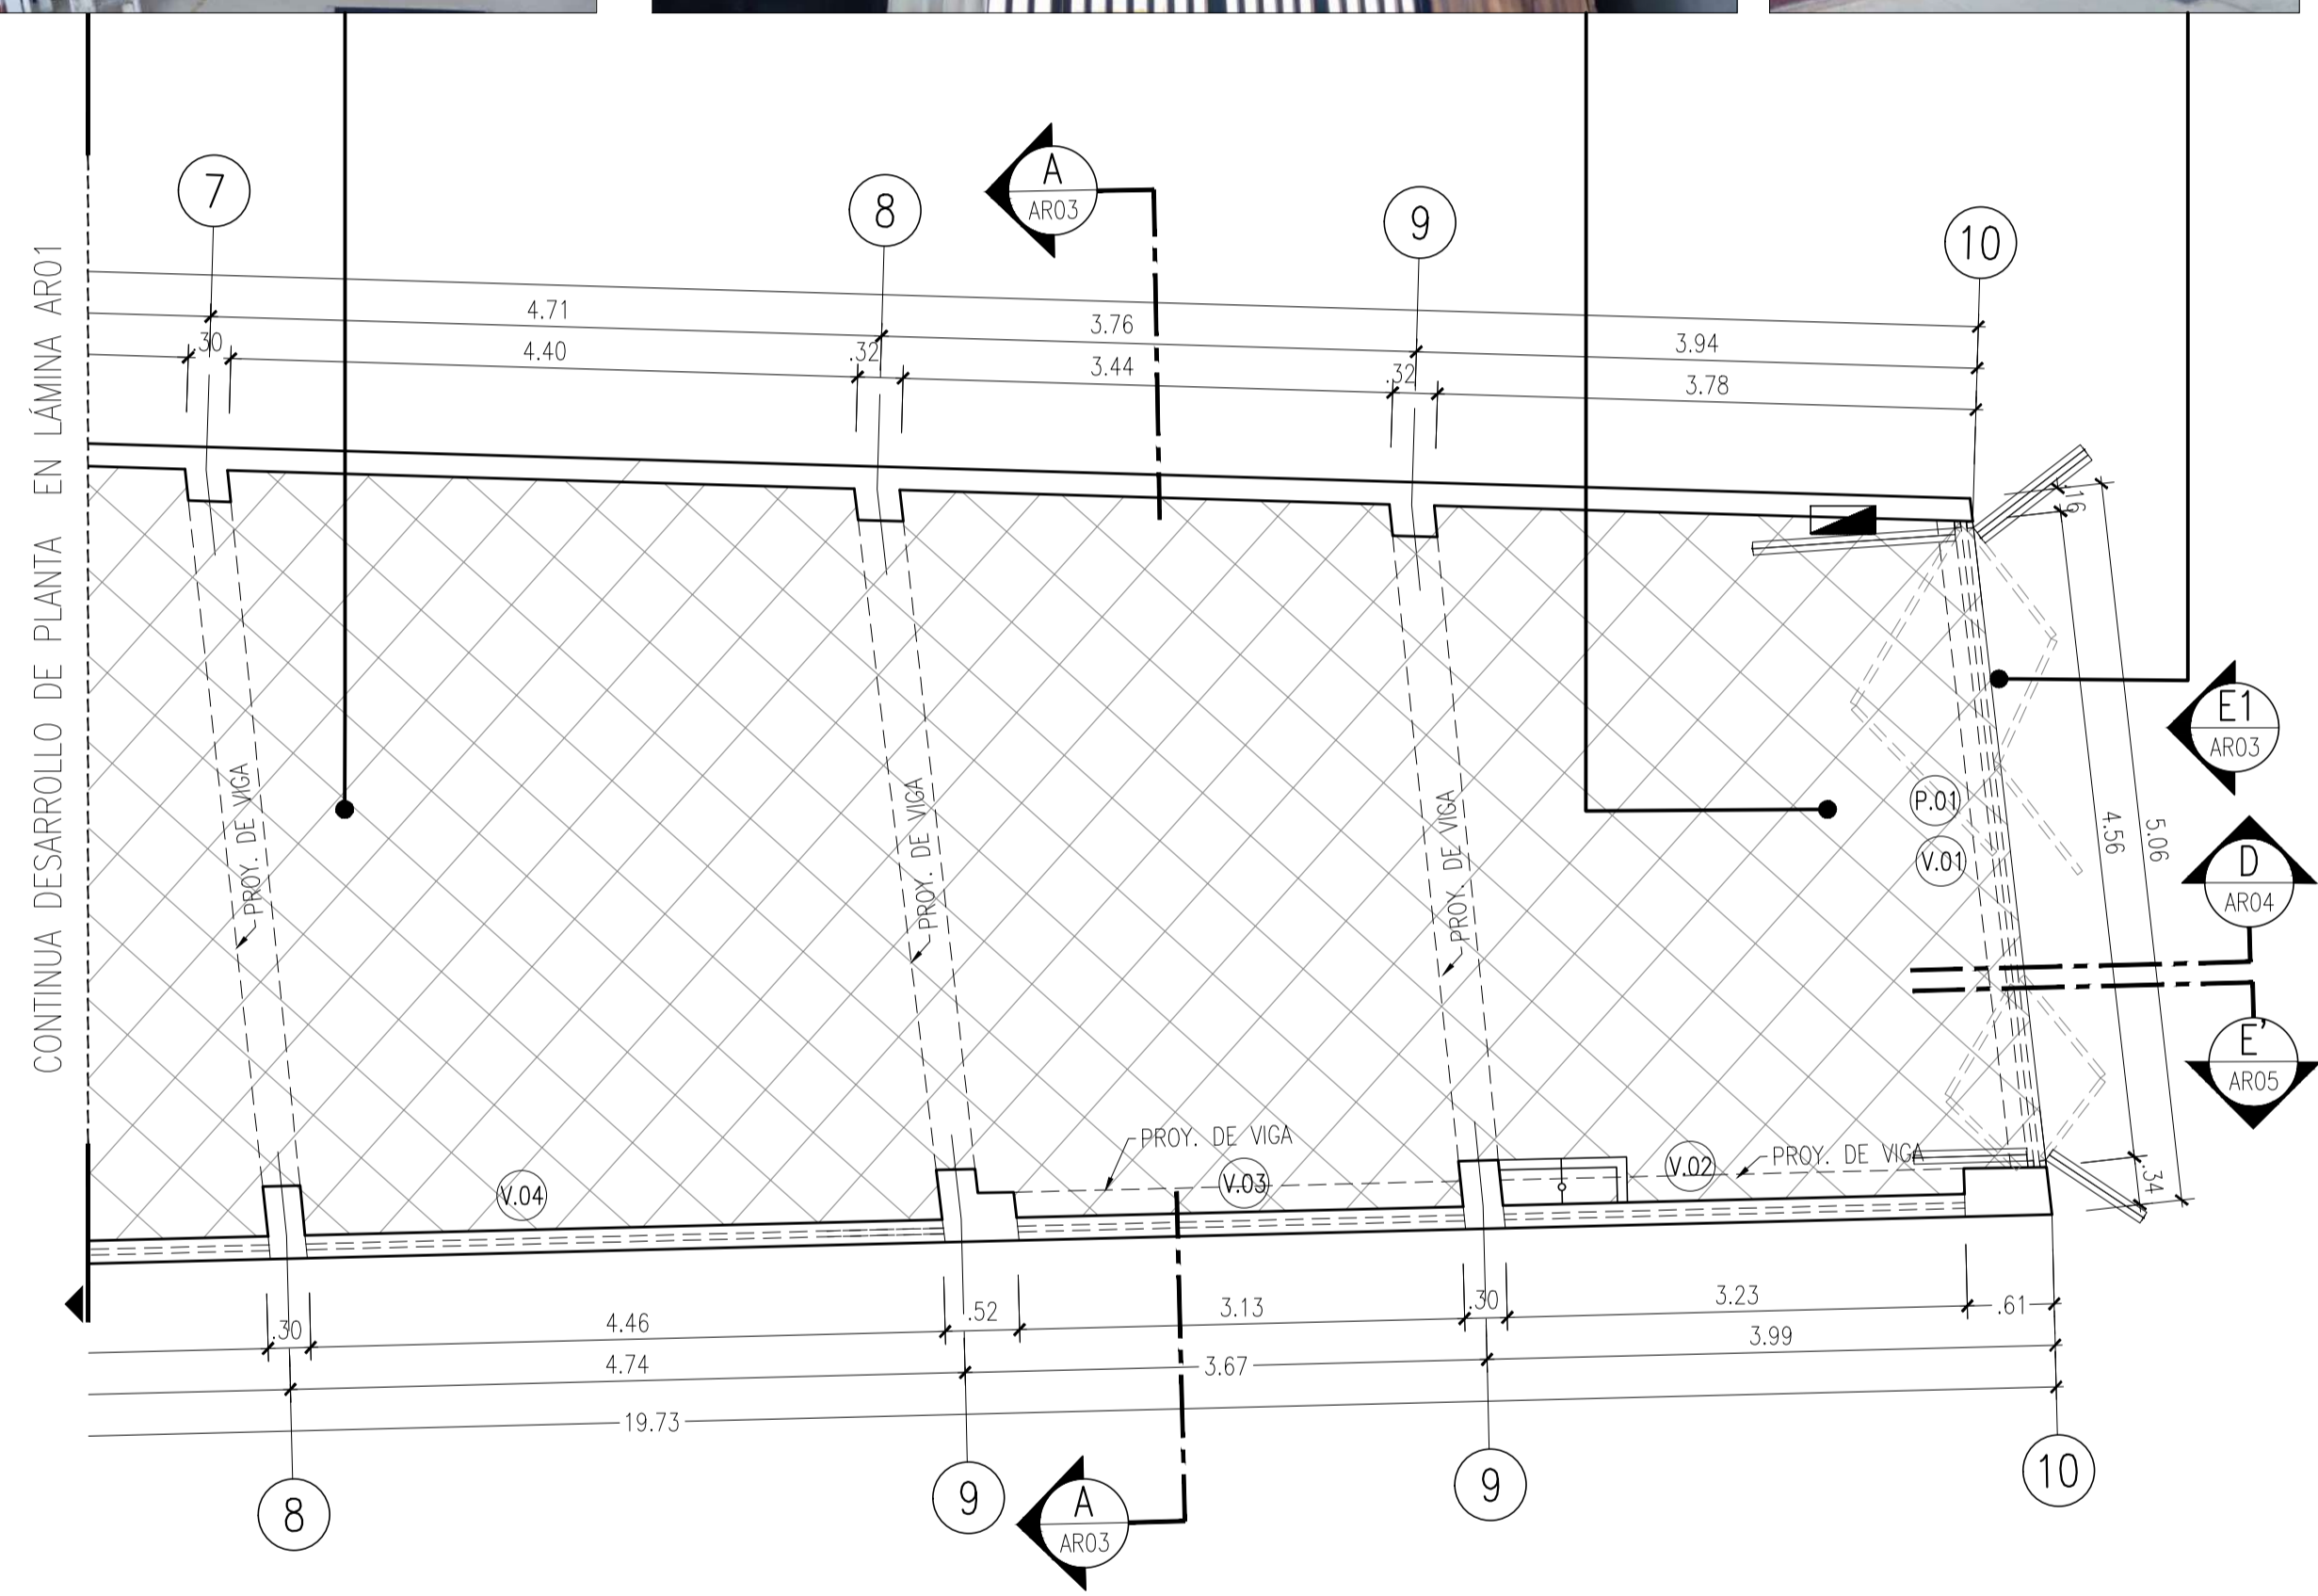 A
AR03
7
8
9
10
CONTINUA DESARROLLO DE PLANTA EN LÁMINA AR01
4.71
3.76
3.94
.30
4.40
.32
3.44
.32
3.78
.16
E1
AR03
PROY. DE VIGA
PROY. DE VIGA
PROY. DE VIGA
P.01
V.01
4.56
5.06
D
AR04
E'
AR05
PROY. DE VIGA
V.04
V.03
V.02
PROY. DE VIGA
.34
.30
4.46
.52
3.13
.30
3.23
.61
4.74
3.67
3.99
19.73
8
9
9
10
A
AR03